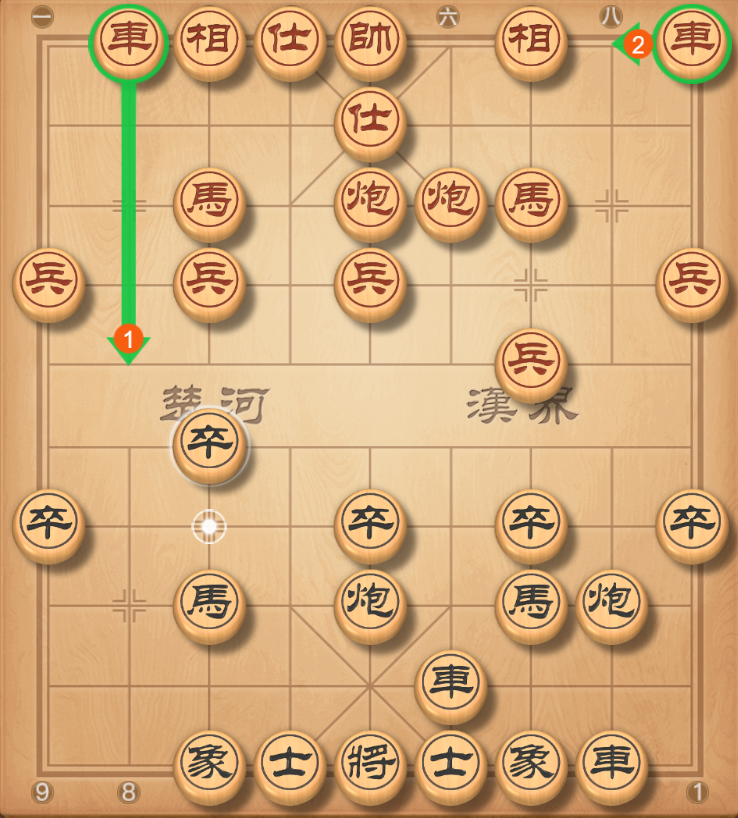 一 六 八
車 相 仕 帥 相 車
2
仕
馬 炮 炮 馬
兵 兵 兵 兵
1
兵
楚河 漢界
卒
卒 卒 卒 卒
馬 炮 馬 炮
車
象 士 將 士 象 車
9 8 1